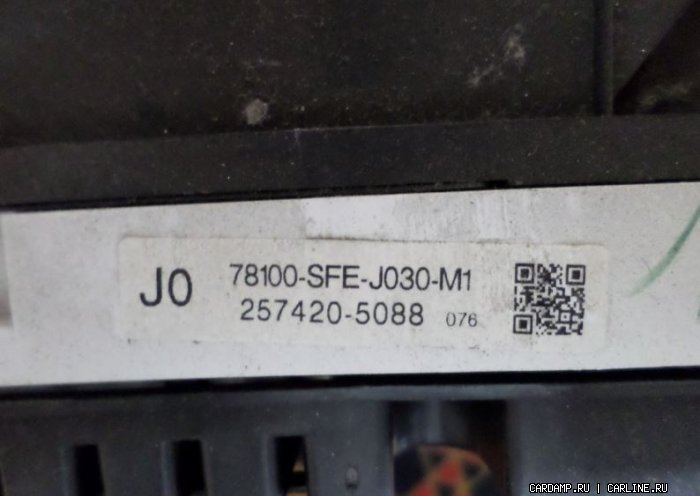 J0
78100-SFE-J030-M1
257420-5088 076
CARDAMP.RU | CARLINE.RU